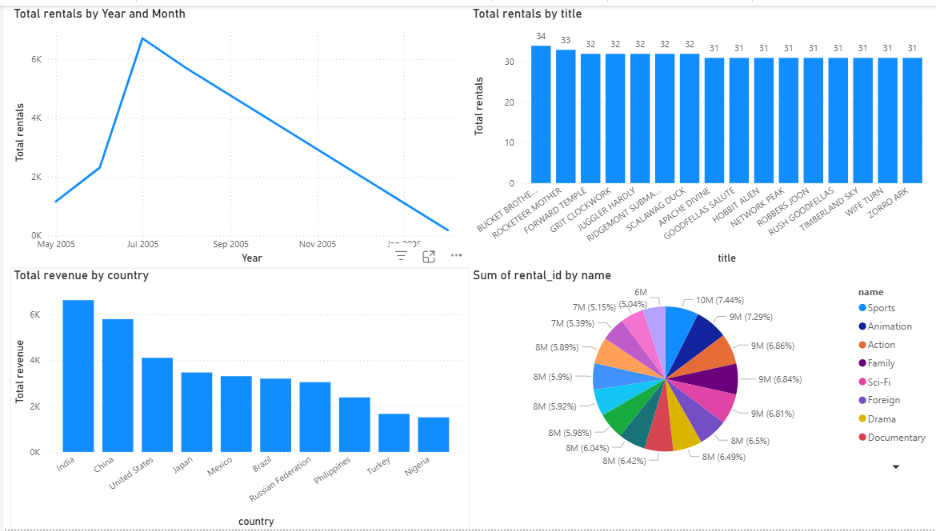 Total rentals by Year and Month
Total rentals
6K
4K
2K
0K
May 2005
Jul 2005
Sep 2005
Nov 2005
Year
Total rentals by title
Total rentals
30
20
10
0
34
33
32
32
32
32
32
31
31
31
31
31
31
31
31
31
BUCKET BROTHE...
ROCKETEER MOTHER
FORWARD TEMPLE
GRIT CLOCKWORK
JUGGLER HARDLY
RIDGEMONT SUBMA...
SCALAWAG DUCK
APACHE DIVINE
GOODFELLAS SALUTE
HOBBIT ALIEN
NETWORK PEAK
ROBBERS JOON
RUSH GOODFELLAS
TIMBERLAND SKY
WIFE TURN
ZORRO ARK
title
Total revenue by country
Total revenue
6K
4K
2K
0K
India
China
United States
Japan
Mexico
Brazil
Russian Federation
Philippines
Turkey
Nigeria
country
Sum of rental_id by name
10M (7.44%)
9M (7.29%)
9M (6.86%)
9M (6.84%)
9M (6.81%)
8M (6.5%)
8M (6.49%)
8M (6.42%)
8M (6.04%)
8M (5.98%)
8M (5.92%)
8M (5.9%)
8M (5.89%)
7M (5.39%)
7M (5.15%)
6M
(5.04%)
name
Sports
Animation
Action
Family
Sci-Fi
Foreign
Drama
Documentary